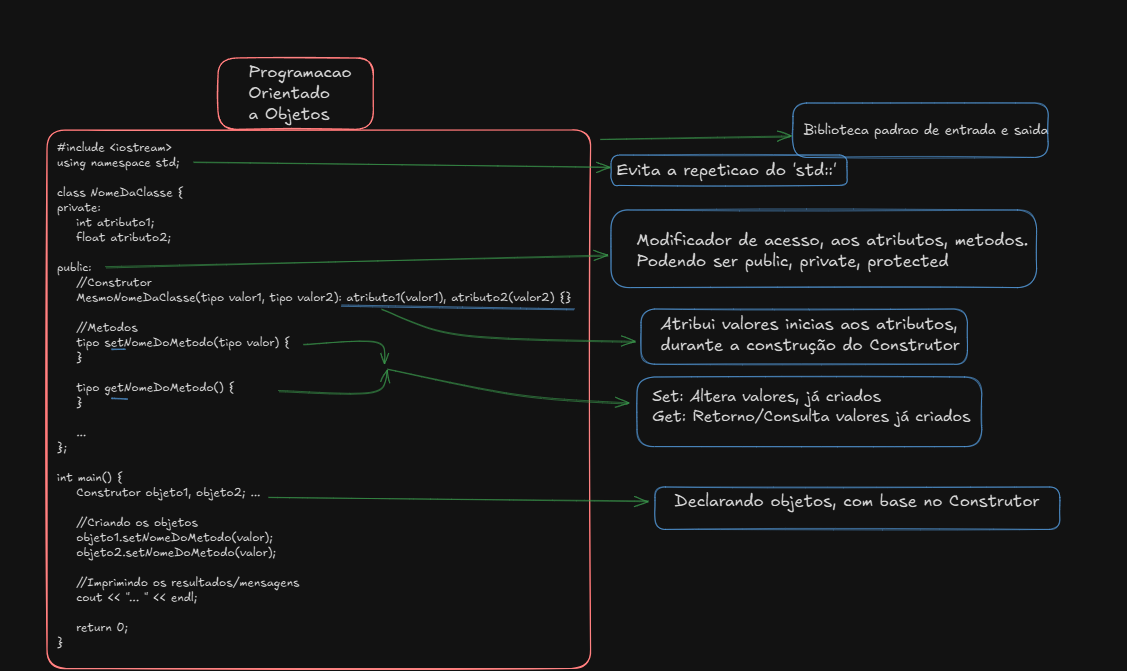 Programacao
Orientado
a Objetos
#include <iostream>
using namespace std;
class NomeDaClasse {
private:
int atributo1;
float atributo2;
public:
//Construtor
MesmoNomeDaClasse(tipo valor1, tipo valor2): atributo1(valor1), atributo2(valor2) {}
//Metodos
tipo setNomeDoMetodo(tipo valor) {
}
tipo getNomeDoMetodo() {
}
...
};
int main() {
Construtor objeto1, objeto2; ...
//Criando os objetos
objeto1.setNomeDoMetodo(valor);
objeto2.setNomeDoMetodo(valor);
//Imprimindo os resultados/mensagens
cout << "... " << endl;
return 0;
}
Biblioteca padrao de entrada e saida
Evita a repeticao do 'std::'
Modificador de acesso, aos atributos, metodos.
Podendo ser public, private, protected
Atribui valores inicias aos atributos,
durante a construção do Construtor
Set: Altera valores, já criados
Get: Retorno/Consulta valores já criados
Declarando objetos, com base no Construtor